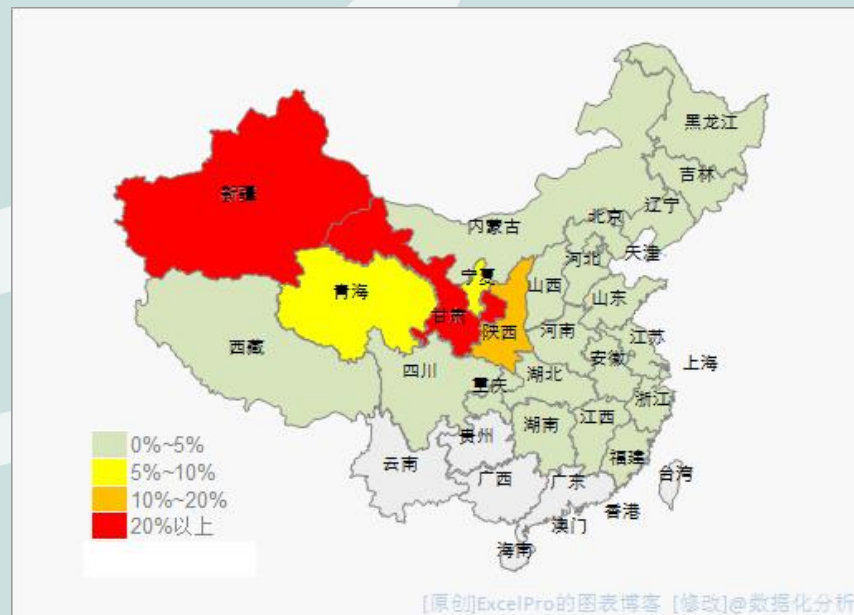 黑龙江
吉林
辽宁
新疆
内蒙古
北京
天津
河北
宁夏
山西
青海
山东
甘肃
陕西
河南
江苏
西藏
安徽
上海
四川
湖北
重庆
浙江
湖南
江西
贵州
福建
云南
广西
广东
台湾
香港
澳门
海南
0%~5%
5%~10%
10%~20%
20%以上
[原创]ExcelPro的图表博客 [修改]@数据化分析